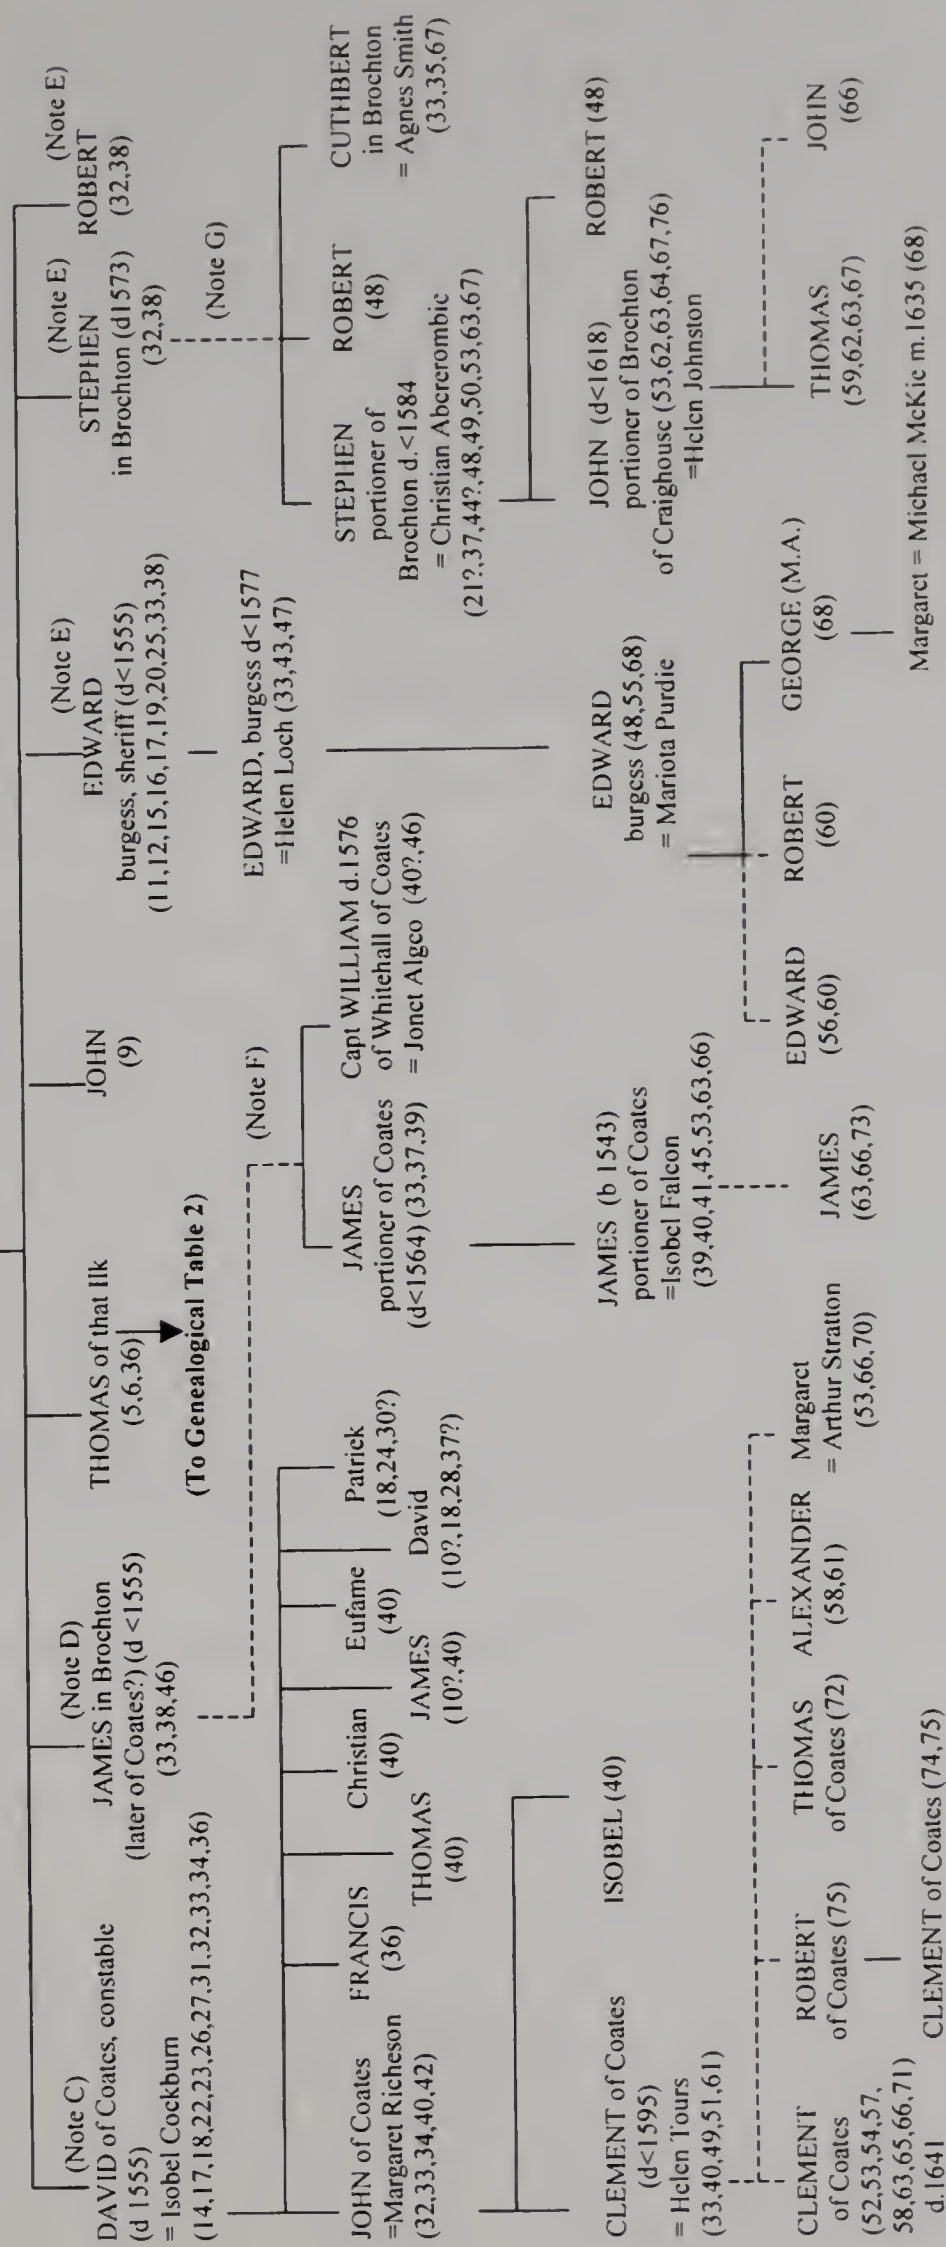 (Note C)
DAVID of Coates, constable
(d 1555)
= Isobel Cockburn
(14,17,18,22,23,26,27,31,32,33,34,36)
(Note D)
JAMES in Brochton
(later of Coates?) (d <1555)
(33,38,46)
THOMAS of that Ilk
(5,6,36)
(To Genealogical Table 2)
JOHN
(9)
(Note E)
EDWARD
burgess, sheriff (d<1555)
(11,12,15,16,17,19,20,25,33,38)
(Note E)
STEPHEN
in Brochton (d1573)
(32,38)
(Note E)
ROBERT
(32,38)
JOHN of Coates
=Margaret Richeson
(32,33,34,40,42)
FRANCIS
(36)
THOMAS
(40)
Christian
(40)
JAMES
(10?,40)
Eufame
(40)
David
(10?,18,28,37?)
Patrick
(18,24,30?)
(Note F)
JAMES
portioner of Coates
(d<1564) (33,37,39)
Capt WILLIAM d.1576
of Whitehall of Coates
= Jonet Algeo (40?,46)
EDWARD, burgess d<1577
=Helen Loch (33,43,47)
(Note G)
STEPHEN
portioner of
Brochton d.<1584
= Christian Abercrombie
(21?,37,44?,48,49,50,53,63,67)
ROBERT
(48)
CUTHBERT
in Brochton
= Agnes Smith
(33,35,67)
CLEMENT of Coates
(d<1595)
= Helen Tours
(33,40,49,51,61)
ISOBEL (40)
JAMES (b 1543)
portioner of Coates
=Isobel Falcon
(39,40,41,45,53,63,66)
EDWARD
burgess (48,55,68)
= Mariota Purdie
JOHN (d<1618)
portioner of Brochton
of Craighouse (53,62,63,64,67,76)
=Helen Johnston
ROBERT (48)
CLEMENT
of Coates
(52,53,54,57,
58,63,65,66,71)
d.1641
ROBERT
of Coates (75)
THOMAS
of Coates (72)
ALEXANDER
(58,61)
Margaret
= Arthur Stratton
(53,66,70)
JAMES
(63,66,73)
EDWARD
(56,60)
ROBERT
(60)
GEORGE (M.A.)
(68)
THOMAS
(59,62,63,67)
JOHN
(66)
CLEMENT of Coates (74,75)
Margaret = Michael McKie m.1635 (68)